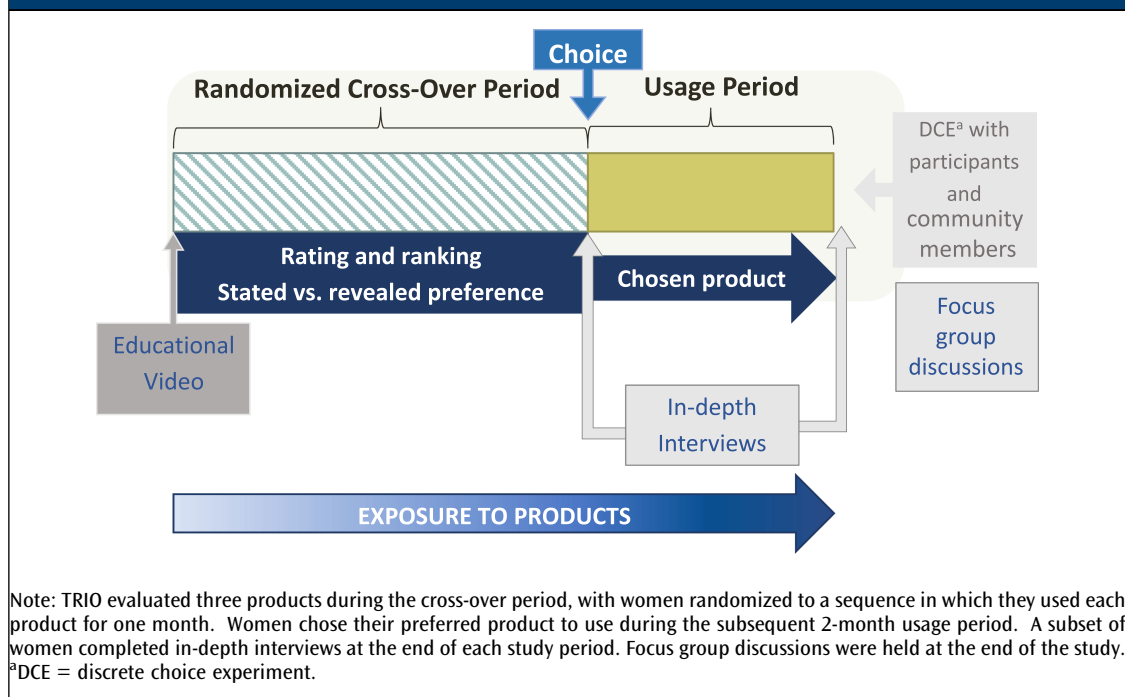 Choice
Randomized Cross-Over Period
Usage Period
DCEa with
participants
and
community
members
Rating and ranking
Stated vs. revealed preference
Chosen product
Educational
Video
Focus
group
discussions
In-depth
Interviews
EXPOSURE TO PRODUCTS
Note: TRIO evaluated three products during the cross-over period, with women randomized to a sequence in which they used each
product for one month. Women chose their preferred product to use during the subsequent 2-month usage period. A subset of
women completed in-depth interviews at the end of each study period. Focus group discussions were held at the end of the study.
aDCE = discrete choice experiment.